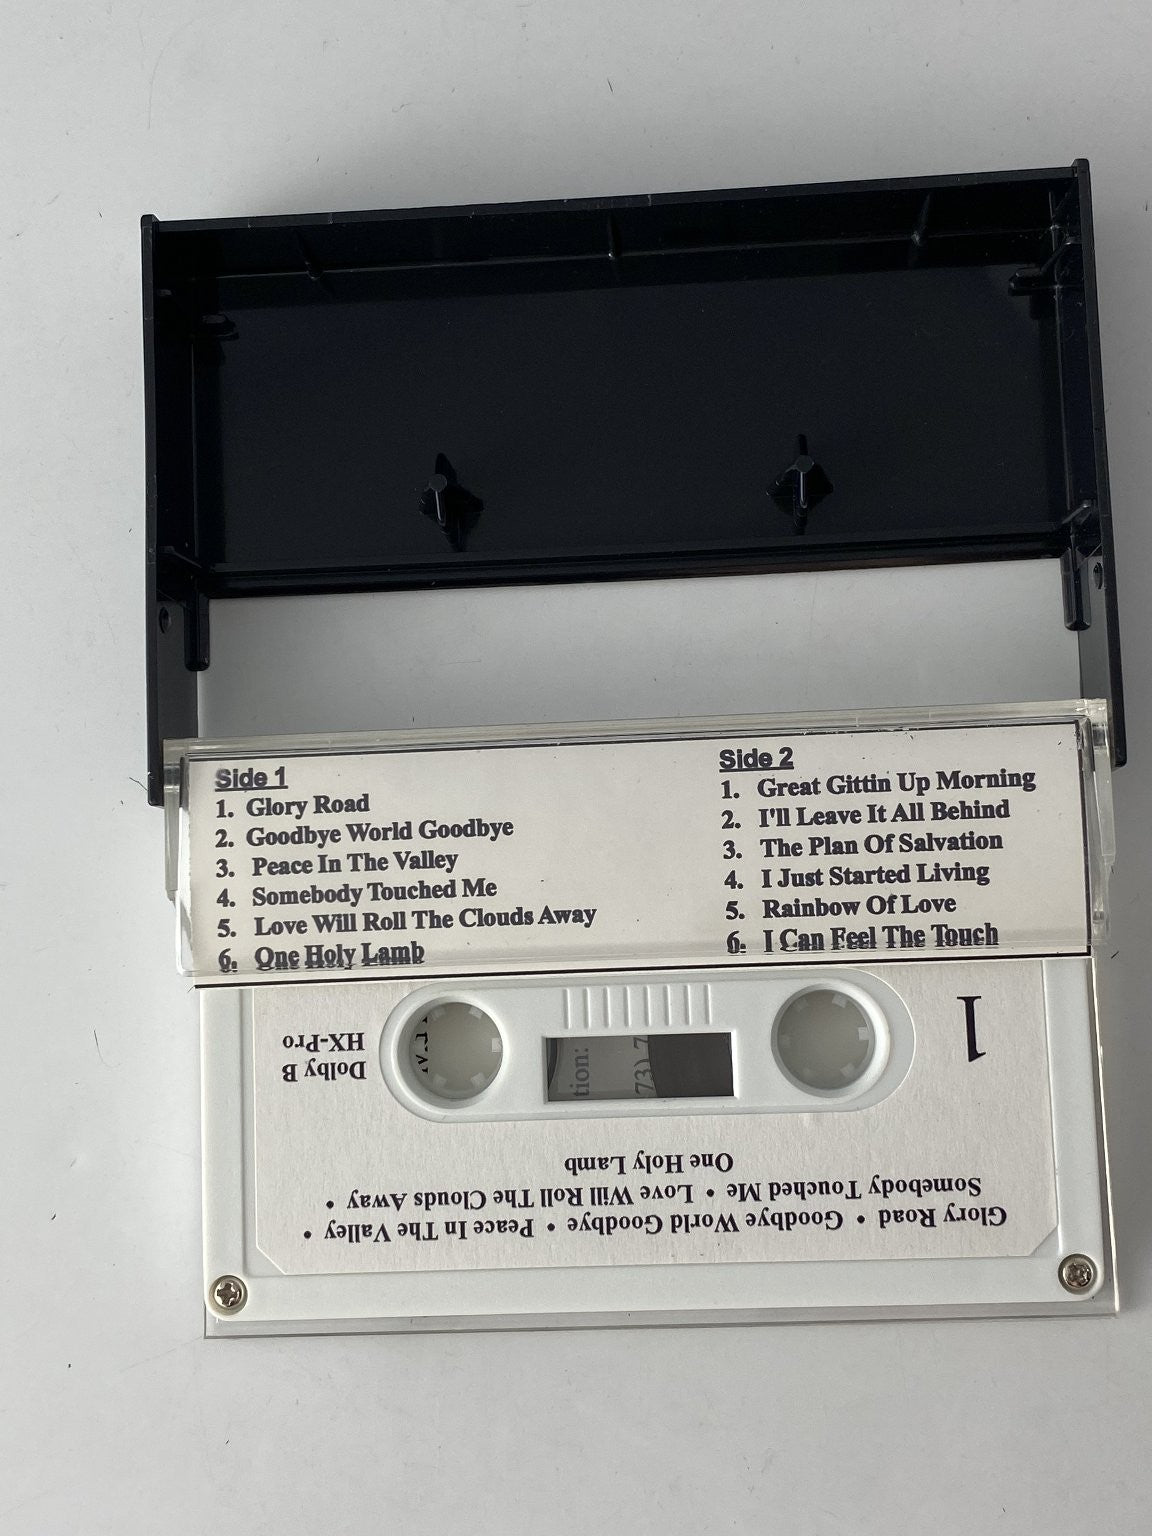 Side 1
1. Glory Road
2. Goodbye World Goodbye
3. Peace In The Valley
4. Somebody Touched Me
5. Love Will Roll The Clouds Away
6. One Holy Lamb
Side 2
1. Great Gittin Up Morning
2. I'll Leave It All Behind
3. The Plan Of Salvation
4. I Just Started Living
5. Rainbow Of Love
6. I Can Feel The Touch
Glory Road • Goodbye World Goodbye • Peace In The Valley •
Somebody Touched Me • Love Will Roll The Clouds Away •
One Holy Lamb
1
Dolby B
HX-Pro
tion:
73) 7